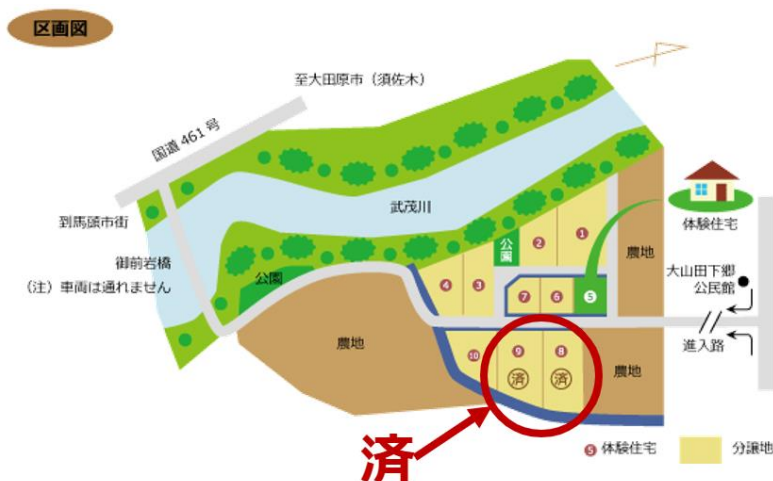 区画図
至大田原市（須佐木）
国道 461 号
武茂川
到馬頭市街
御前岩橋
（注）車両は通れません
公園
農地
公園
1
2
3
4
5
6
7
8
9
10
済
済
農地
農地
体験住宅
大山田下郷
公民館
進入路
済
5 体験住宅
分譲地